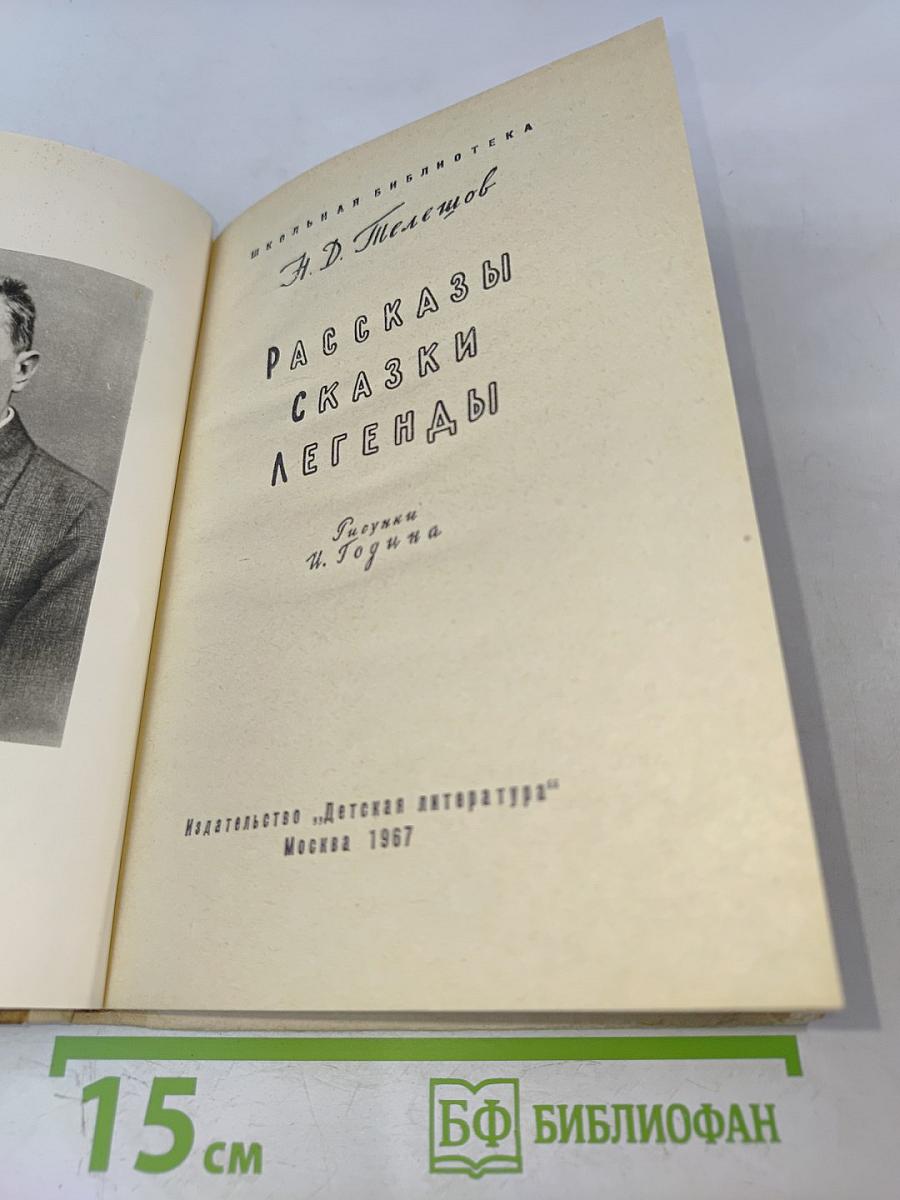 ШКОЛЬНАЯ БИБЛИОТЕКА
Н. Д. Телешов
РАССКАЗЫ
СКАЗКИ
ЛЕГЕНДЫ
Рисунки
И. Година
Издательство „Детская литература“
Москва 1967
15 см
БФ БИБЛИОФАН